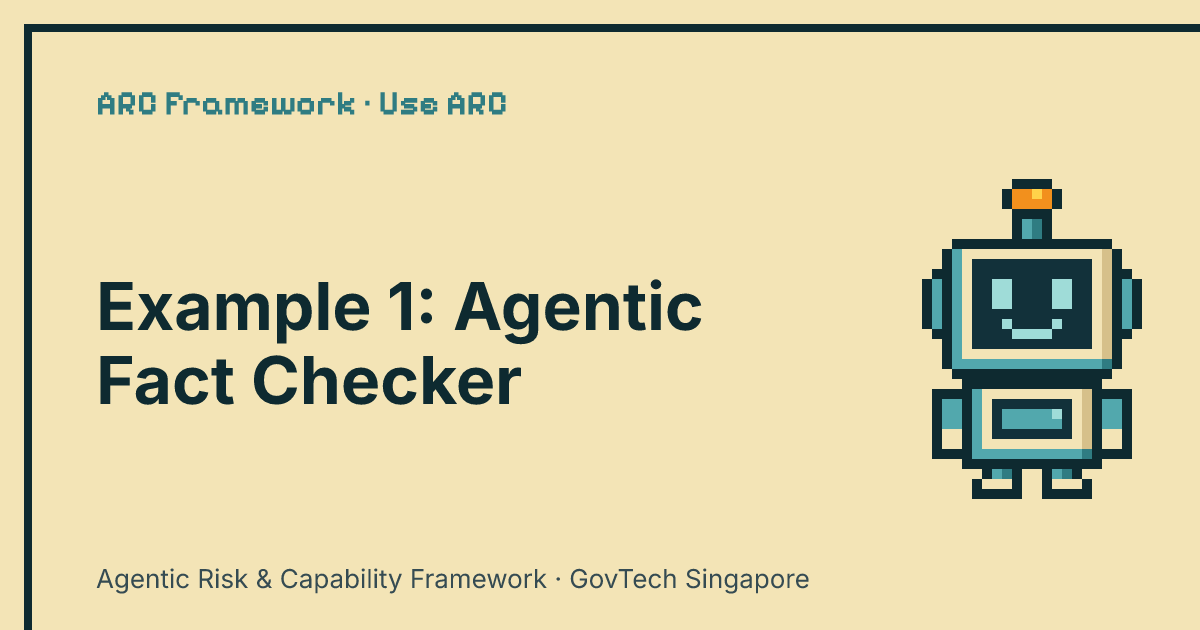 ARC Framework · Use ARC
Example 1: Agentic
Fact Checker
Agentic Risk & Capability Framework · GovTech Singapore